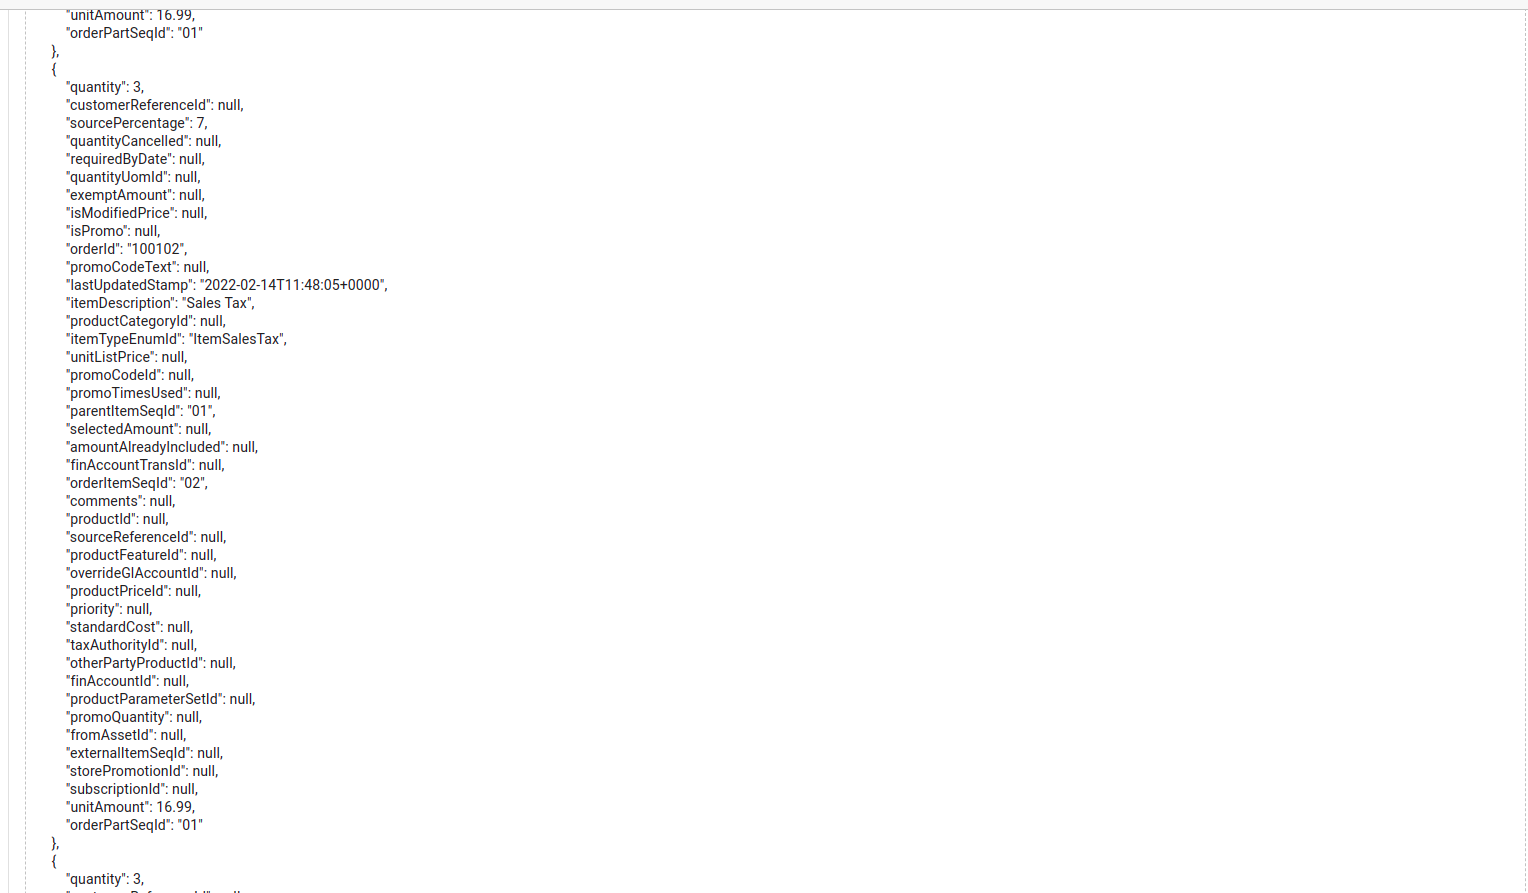 "unitAmount": 16.99,
"orderPartSeqId": "01"
},
{
"quantity": 3,
"customerReferenceId": null,
"sourcePercentage": 7,
"quantityCancelled": null,
"requiredByDate": null,
"quantityUomId": null,
"exemptAmount": null,
"isModifiedPrice": null,
"isPromo": null,
"orderId": "100102",
"promoCodeText": null,
"lastUpdatedStamp": "2022-02-14T11:48:05+0000",
"itemDescription": "Sales Tax",
"productCategoryId": null,
"itemTypeEnumId": "ItemSalesTax",
"unitListPrice": null,
"promoCodeId": null,
"promoTimesUsed": null,
"parentItemSeqId": "01",
"selectedAmount": null,
"amountAlreadyIncluded": null,
"finAccountTransId": null,
"orderItemSeqId": "02",
"comments": null,
"productId": null,
"sourceReferenceId": null,
"productFeatureId": null,
"overrideGlAccountId": null,
"productPriceId": null,
"priority": null,
"standardCost": null,
"taxAuthorityId": null,
"otherPartyProductId": null,
"finAccountId": null,
"productParameterSetId": null,
"promoQuantity": null,
"fromAssetId": null,
"externalItemSeqId": null,
"storePromotionId": null,
"subscriptionId": null,
"unitAmount": 16.99,
"orderPartSeqId": "01"
},
{
"quantity": 3,